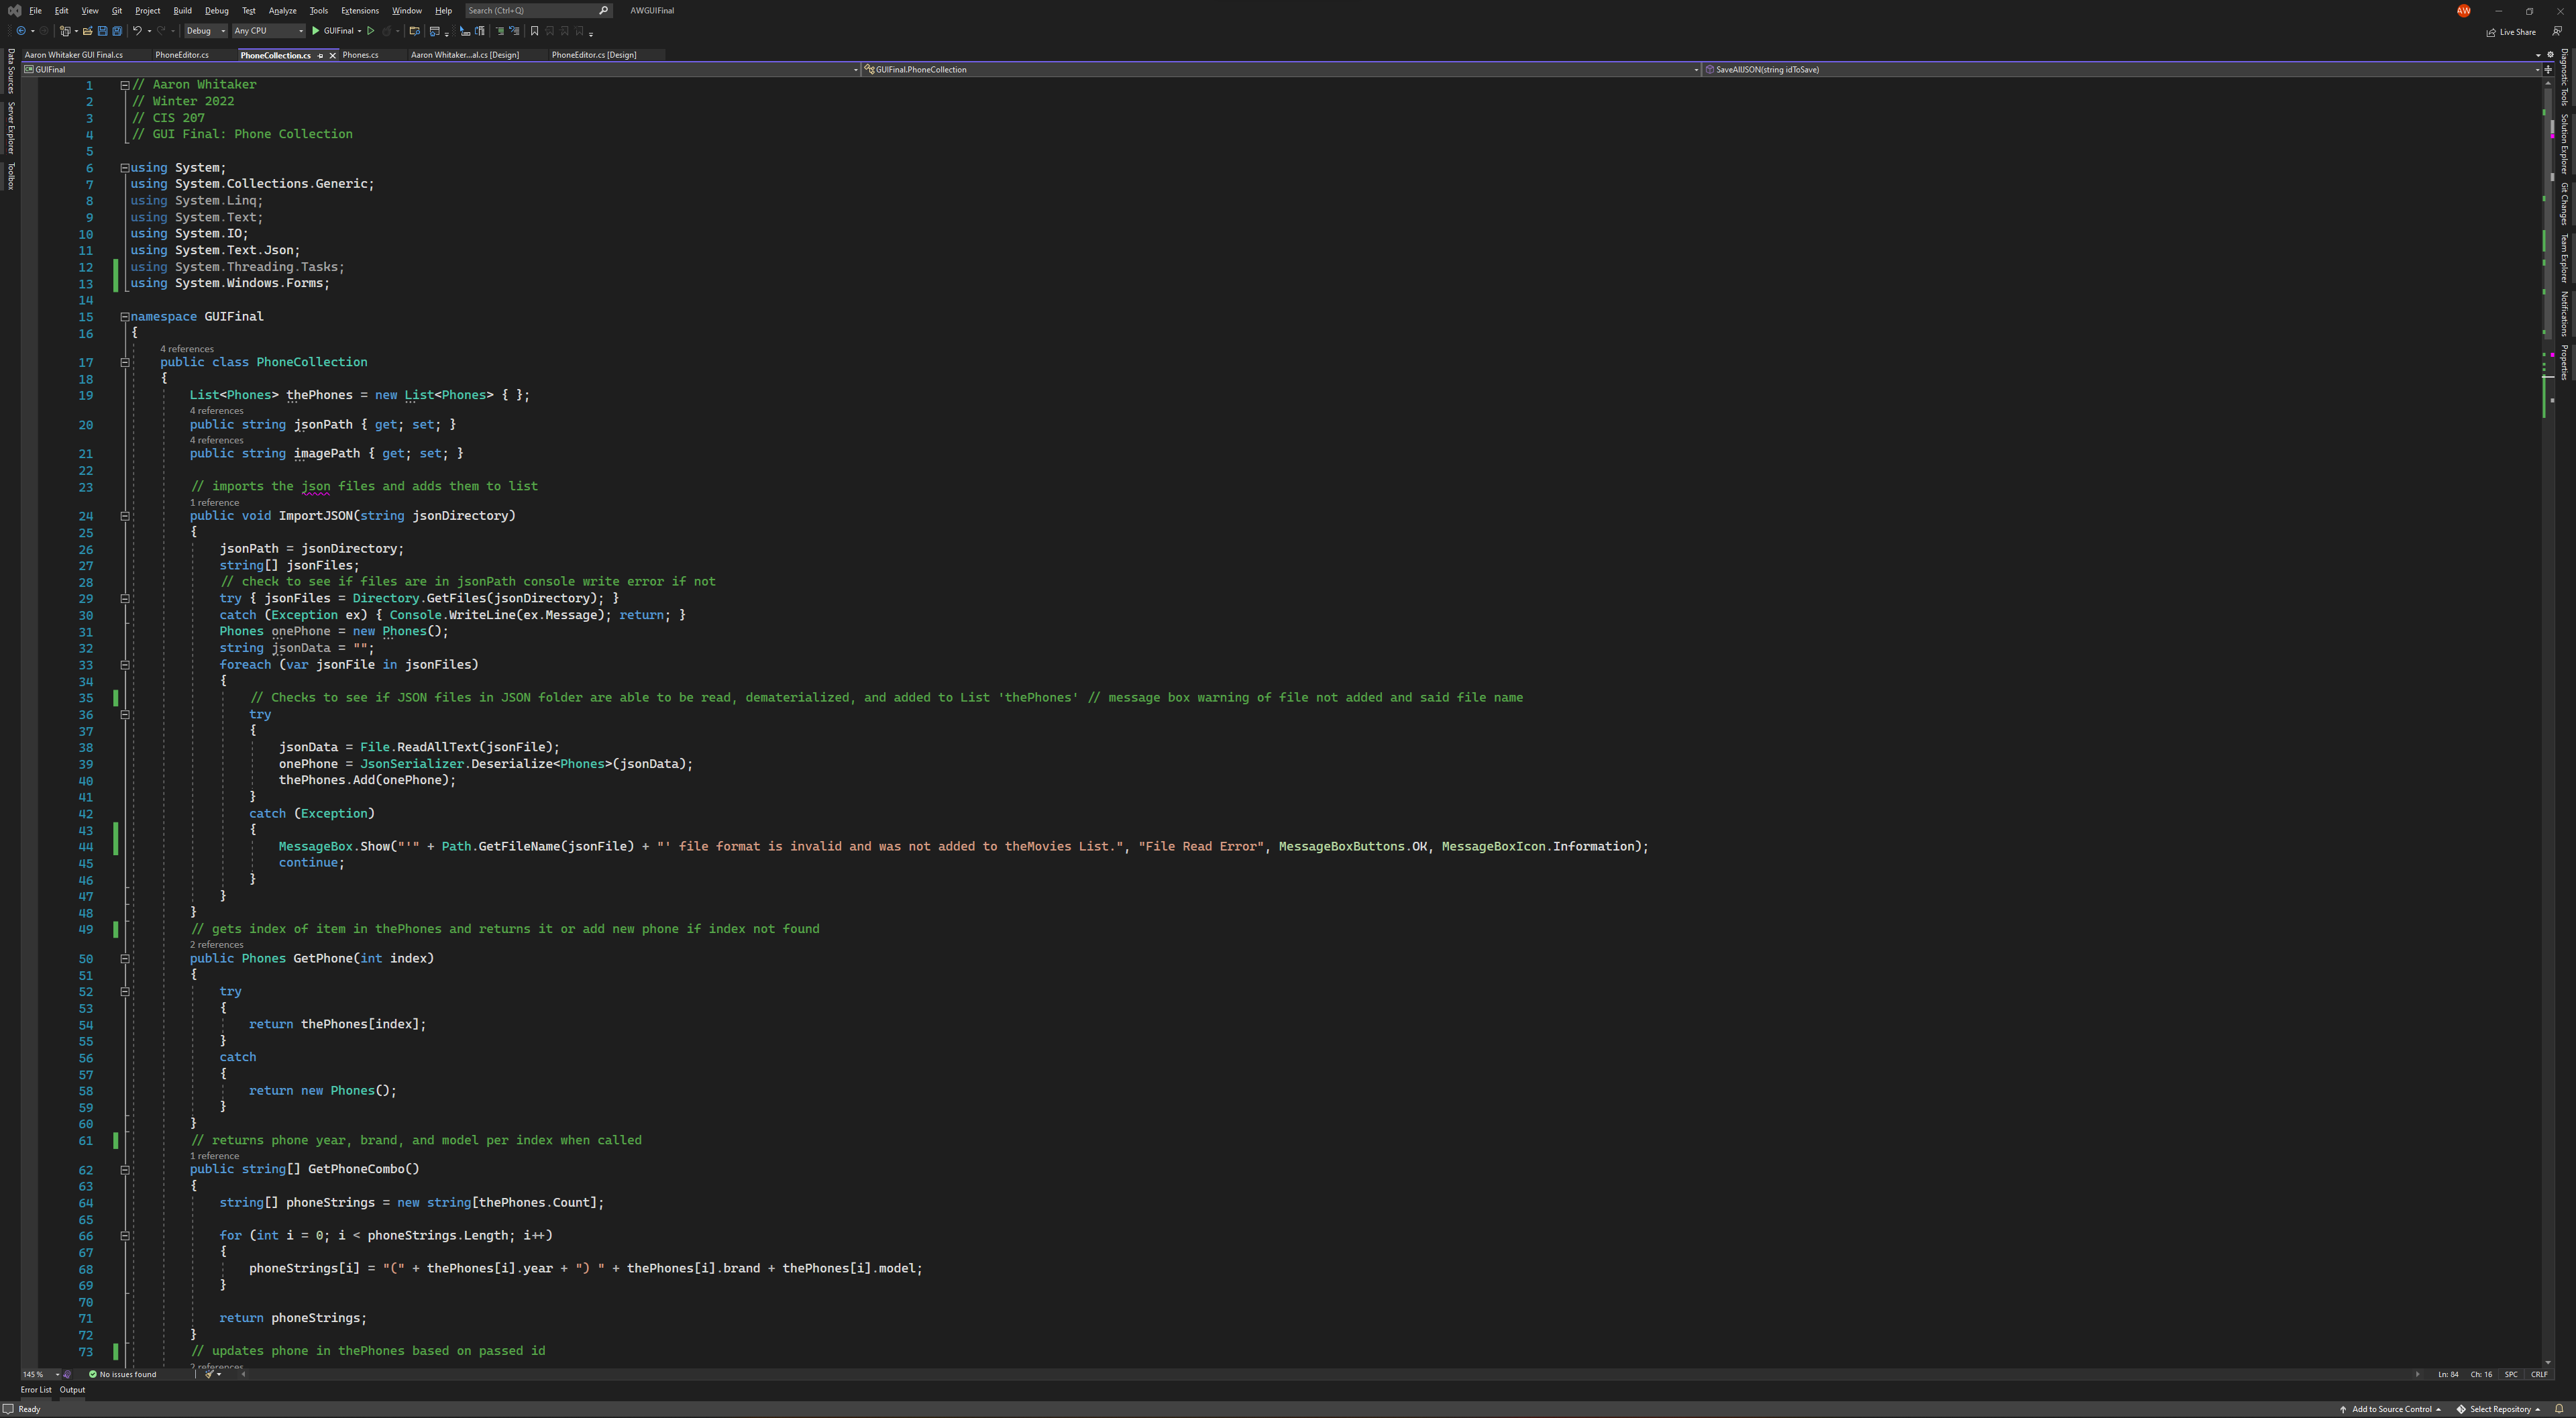 File Edit View Git Project Build Debug Test Analyze Tools Extensions Window Help Search (Ctrl+Q) AWGUIFinal AW
Debug Any CPU GUIFinal Live Share
Aaron Whitaker GUI Final.cs PhoneEditor.cs PhoneCollection.cs Phones.cs Aaron Whitaker...al.cs [Design] PhoneEditor.cs [Design]
GUIFinal GUIFinal.PhoneCollection SaveAllJSON(string idToSave)
Data Sources
Server Explorer
Toolbox
1 // Aaron Whitaker
2 // Winter 2022
3 // CIS 207
4 // GUI Final: Phone Collection
5
6 using System;
7 using System.Collections.Generic;
8 using System.Linq;
9 using System.Text;
10 using System.IO;
11 using System.Text.Json;
12 using System.Threading.Tasks;
13 using System.Windows.Forms;
14
15 namespace GUIFinal
16 {
4 references
17 public class PhoneCollection
18 {
19 List<Phones> thePhones = new List<Phones> { };
4 references
20 public string jsonPath { get; set; }
4 references
21 public string imagePath { get; set; }
22
23 // imports the json files and adds them to list
1 reference
24 public void ImportJSON(string jsonDirectory)
25 {
26 jsonPath = jsonDirectory;
27 string[] jsonFiles;
28 // check to see if files are in jsonPath console write error if not
29 try { jsonFiles = Directory.GetFiles(jsonDirectory); }
30 catch (Exception ex) { Console.WriteLine(ex.Message); return; }
31 Phones onePhone = new Phones();
32 string jsonData = "";
33 foreach (var jsonFile in jsonFiles)
34 {
35 // Checks to see if JSON files in JSON folder are able to be read, dematerialized, and added to List 'thePhones' // message box warning of file not added and said file name
36 try
37 {
38 jsonData = File.ReadAllText(jsonFile);
39 onePhone = JsonSerializer.Deserialize<Phones>(jsonData);
40 thePhones.Add(onePhone);
41 }
42 catch (Exception)
43 {
44 MessageBox.Show("'" + Path.GetFileName(jsonFile) + "' file format is invalid and was not added to theMovies List.", "File Read Error", MessageBoxButtons.OK, MessageBoxIcon.Information);
45 continue;
46 }
47 }
48 }
49 // gets index of item in thePhones and returns it or add new phone if index not found
2 references
50 public Phones GetPhone(int index)
51 {
52 try
53 {
54 return thePhones[index];
55 }
56 catch
57 {
58 return new Phones();
59 }
60 }
61 // returns phone year, brand, and model per index when called
1 reference
62 public string[] GetPhoneCombo()
63 {
64 string[] phoneStrings = new string[thePhones.Count];
65
66 for (int i = 0; i < phoneStrings.Length; i++)
67 {
68 phoneStrings[i] = "(" + thePhones[i].year + ") " + thePhones[i].brand + thePhones[i].model;
69 }
70
71 return phoneStrings;
72 }
73 // updates phone in thePhones based on passed id
2 references
Diagnostic Tools
Solution Explorer
Git Changes
Team Explorer
Notifications
Properties
145 % No issues found Ln: 84 Ch: 16 SPC CRLF
Error List Output
Ready Add to Source Control Select Repository